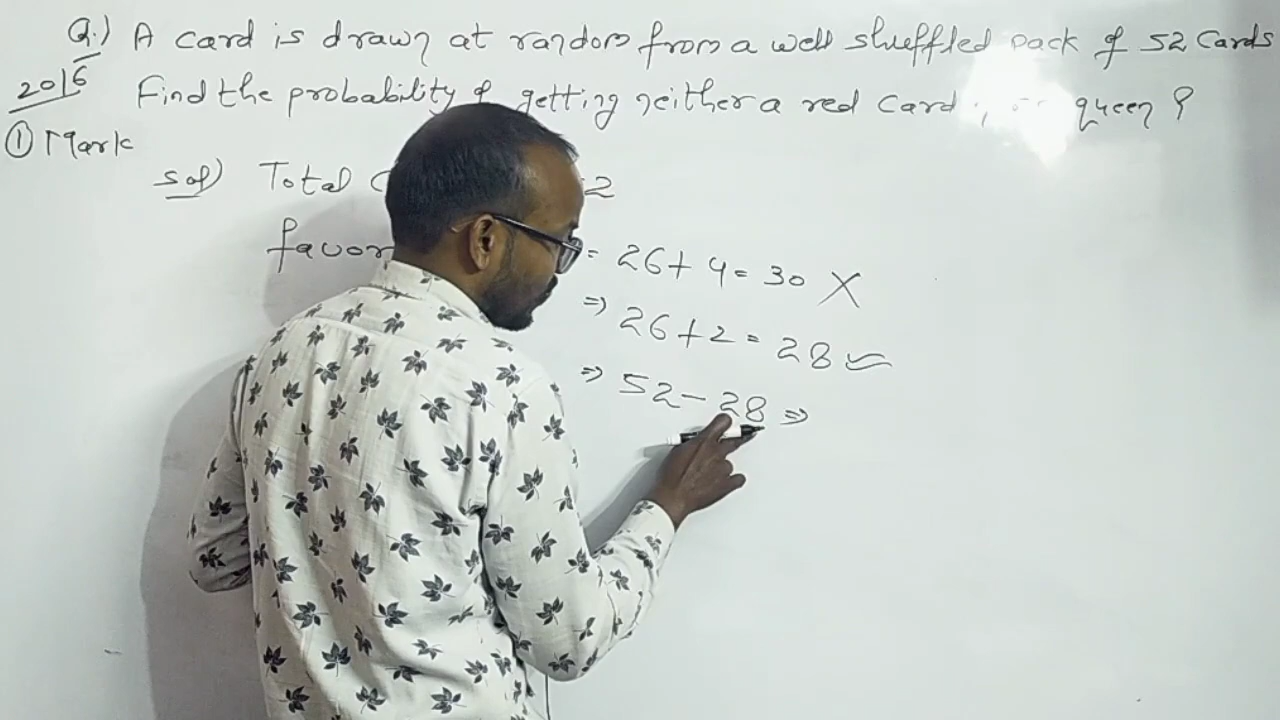 Q.) A card is drawn at random from a well shuffled pack of 52 Cards
2016 Find the probability of getting neither a red card queen ?
① Mark
Sol) Total 52
favor = 26 + 4 = 30 X
⇒ 26 + 2 = 28
⇒ 52 - 28 ⇒